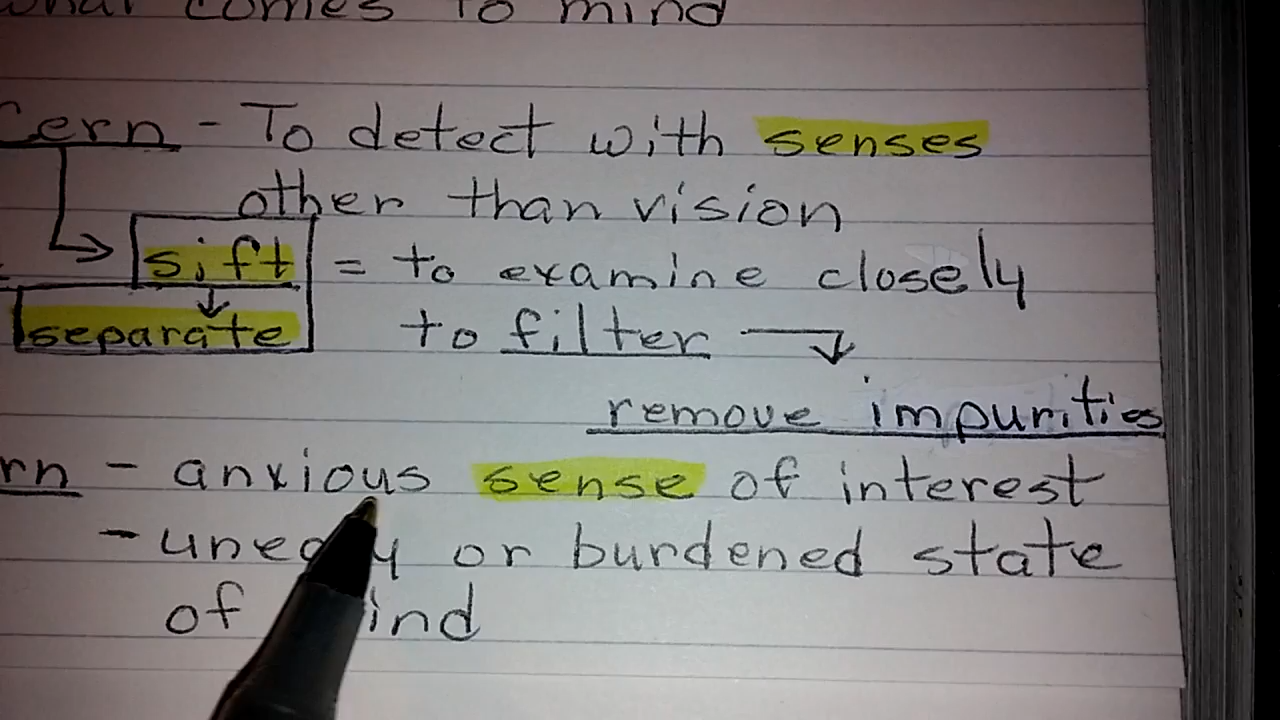 what comes to mind
cern - To detect with senses
other than vision
sift = to examine closely
separate to filter
remove impurities
rn - anxious sense of interest
- or burdened state
of ind